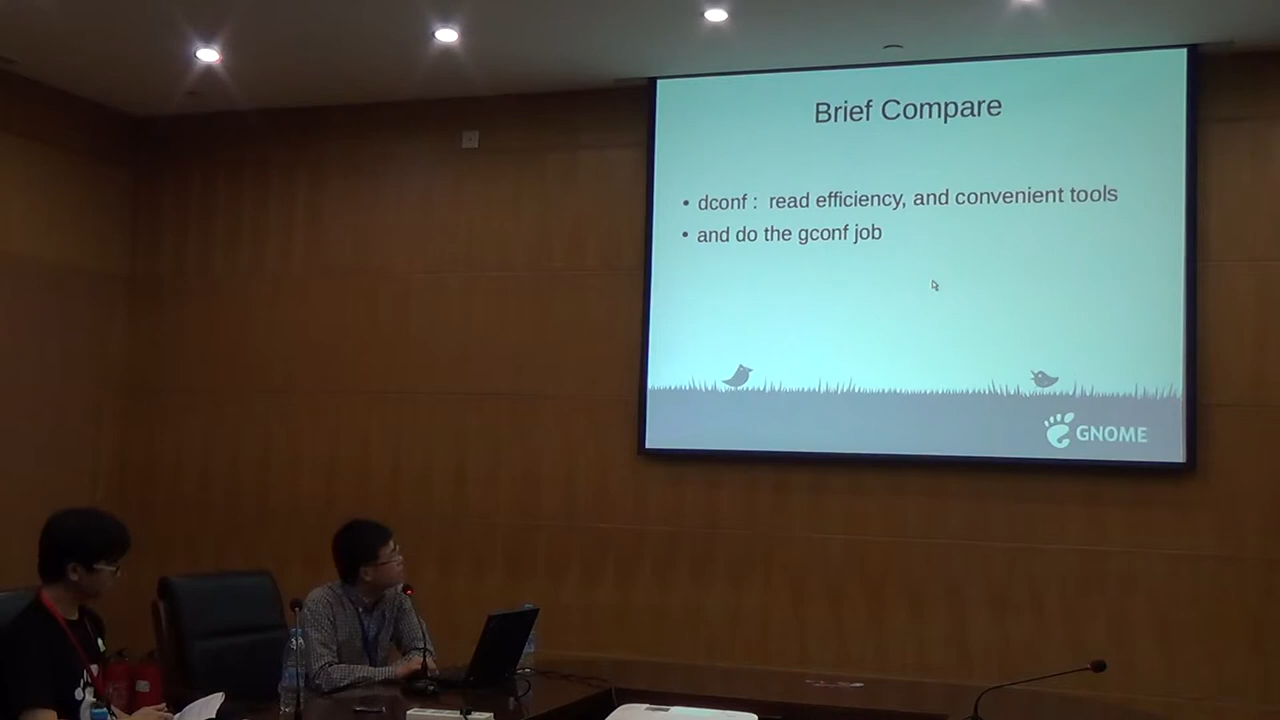 Brief Compare
• dconf : read efficiency, and convenient tools
• and do the gconf job
GNOME